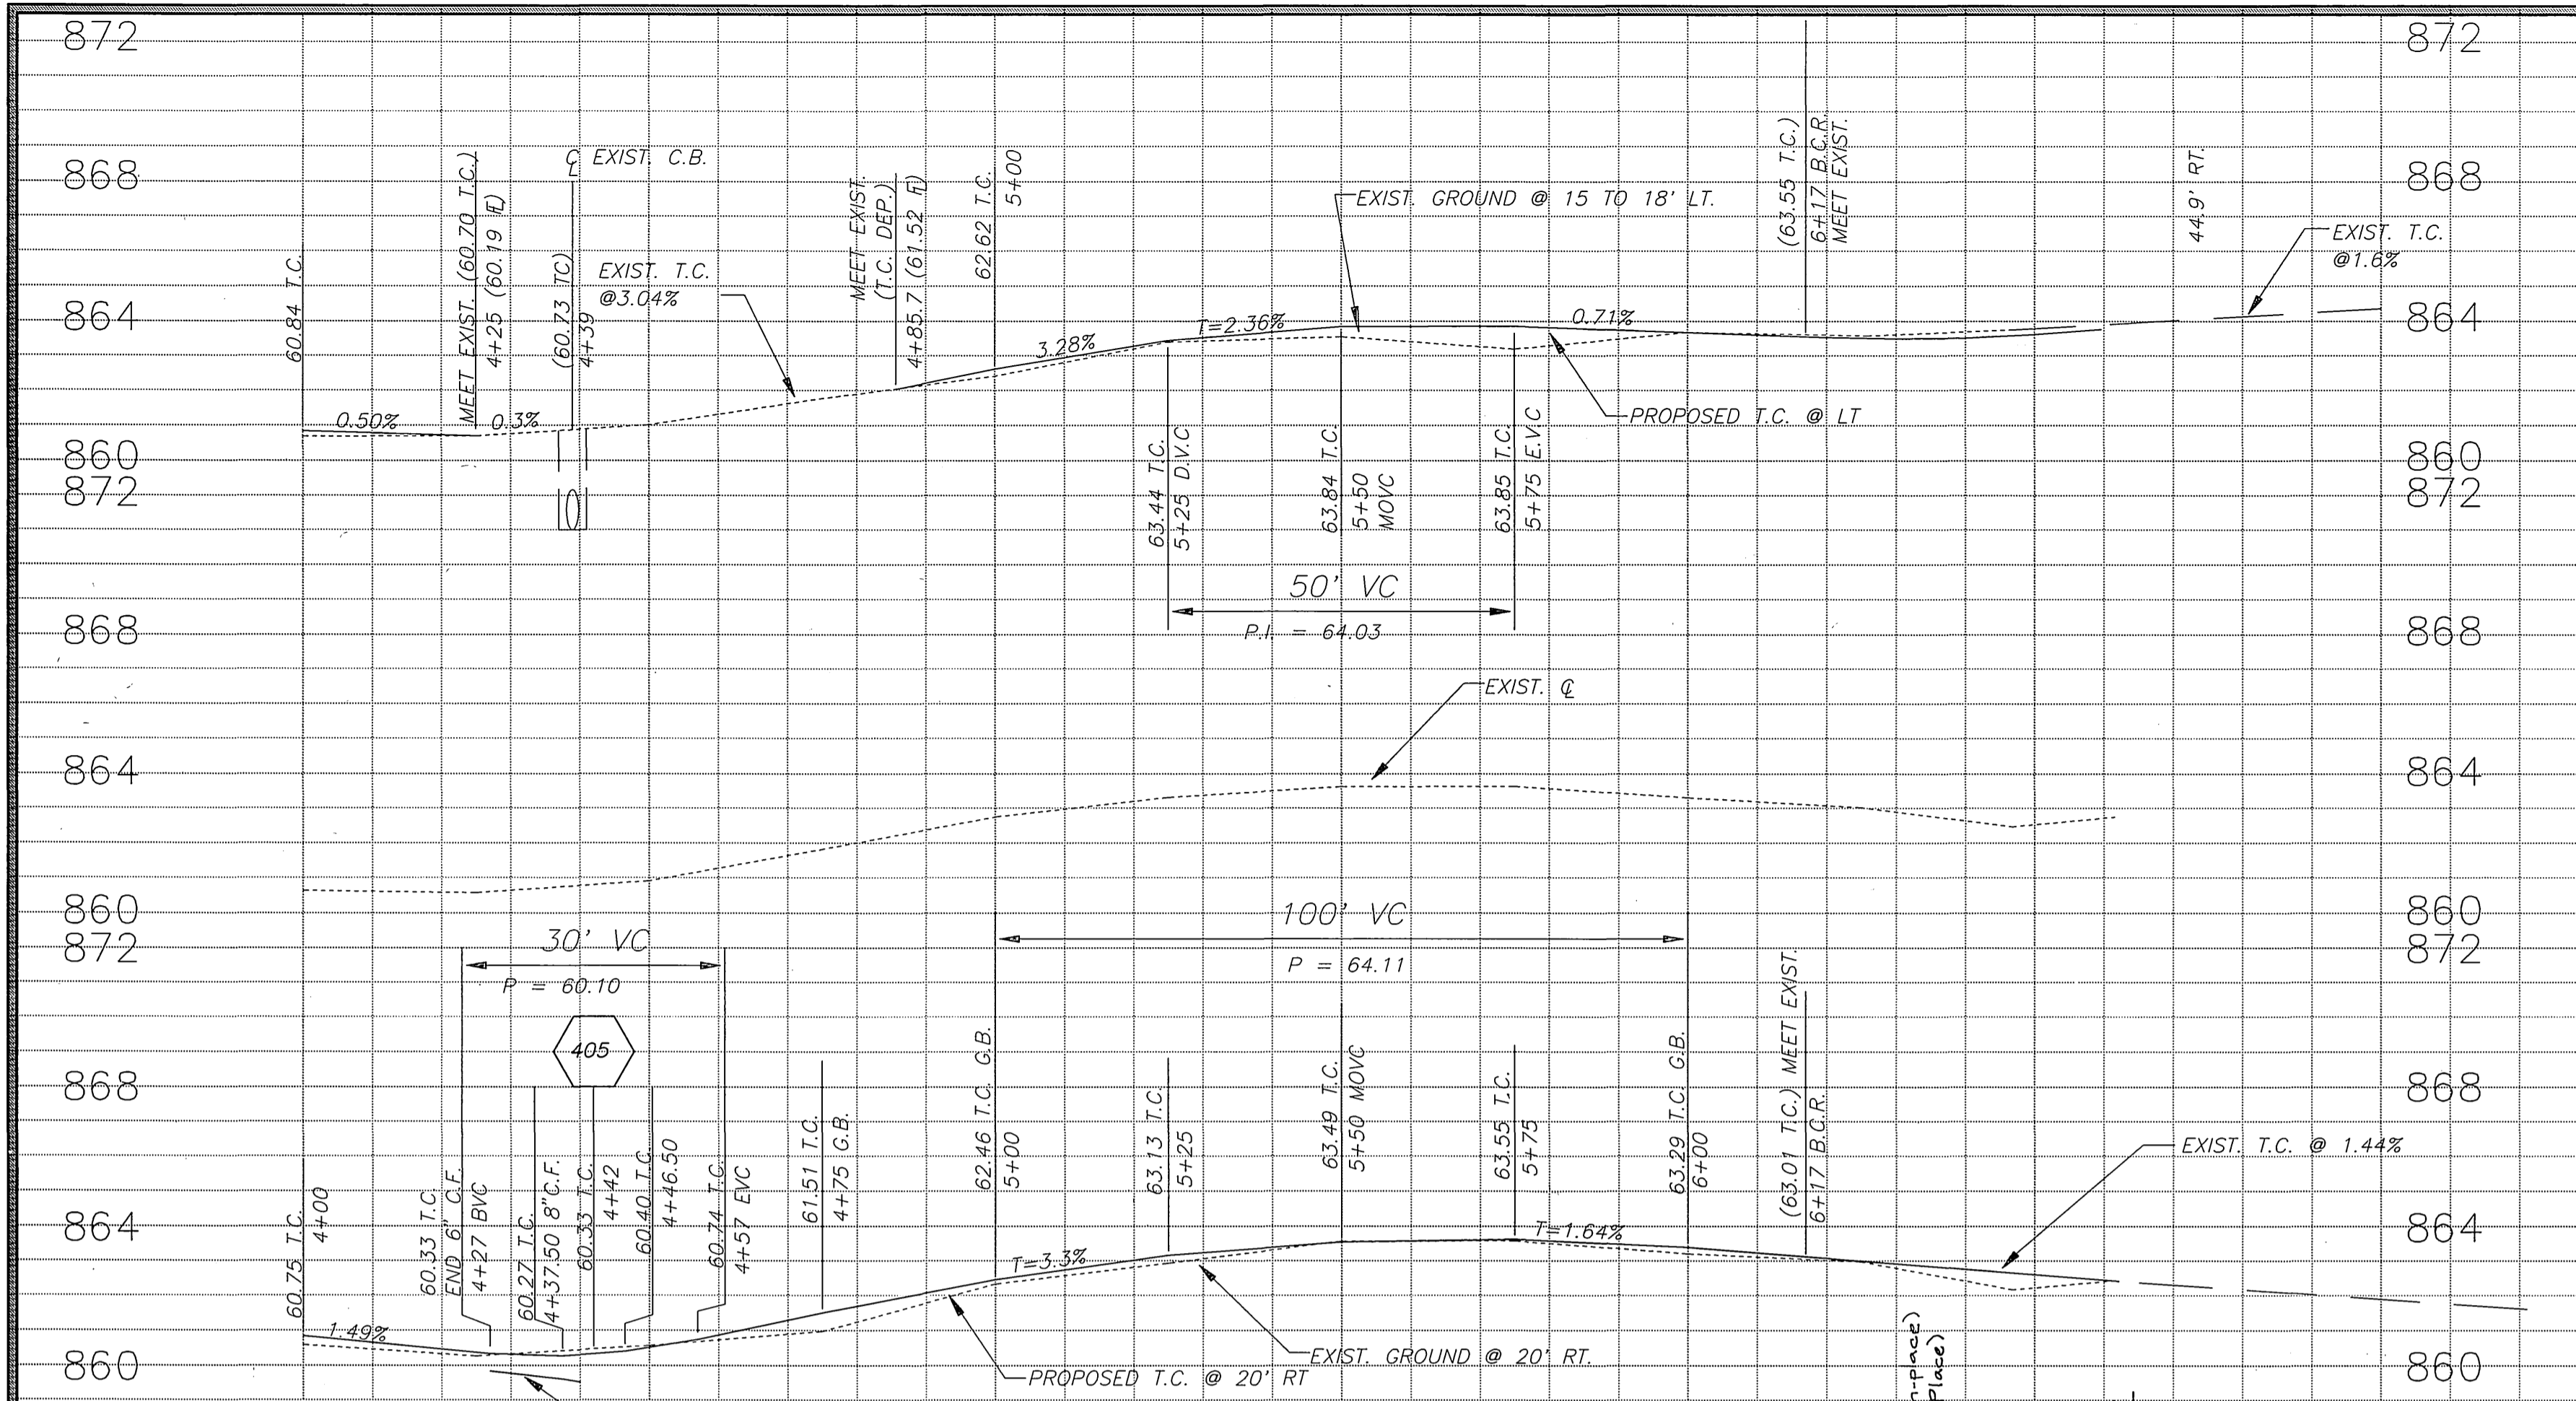 872
872
868
868
864
864
860
860
872
872
868
868
864
864
860
860
872
872
868
868
864
864
860
860
60.84 T.C.
0.50%
MEET EXIST. (60.70 T.C.)
4+25 (60.19 FL)
0.3%
CL EXIST. C.B.
(60.73 TC)
4+39
EXIST. T.C.
@3.04%
MEET EXIST.
(T.C. DEP.)
4+85.7 (61.52 FL)
62.62 T.C.
5+00
3.28%
T=2.36%
EXIST. GROUND @ 15 TO 18' LT.
0.71%
(63.55 T.C.)
6+17 B.C.R.
MEET EXIST.
44.9' RT.
EXIST. T.C.
@1.6%
PROPOSED T.C. @ LT
63.44 T.C.
5+25 D.V.C
63.84 T.C.
5+50
MOVC
63.85 T.C.
5+75 E.V.C
50' VC
P.I. = 64.03
EXIST. CL
30' VC
P = 60.10
405
100' VC
P = 64.11
60.75 T.C.
4+00
1.49%
60.33 T.C.
END 6" C.F.
4+27 BVC
60.27 T.C.
4+37.50 8"C.F.
60.33 T.C.
4+42
60.40 T.C.
4+46.50
60.74 T.C.
4+57 EVC
61.51 T.C.
4+75 G.B.
62.46 T.C. G.B.
5+00
T=3.3%
63.13 T.C.
5+25
63.49 T.C.
5+50 MOVC
63.55 T.C.
5+75
T=1.64%
63.29 T.C. G.B.
6+00
(63.01 T.C.) MEET EXIST.
6+17 B.C.R.
EXIST. T.C. @ 1.44%
EXIST. GROUND @ 20' RT.
PROPOSED T.C. @ 20' RT
n-place)
Place)